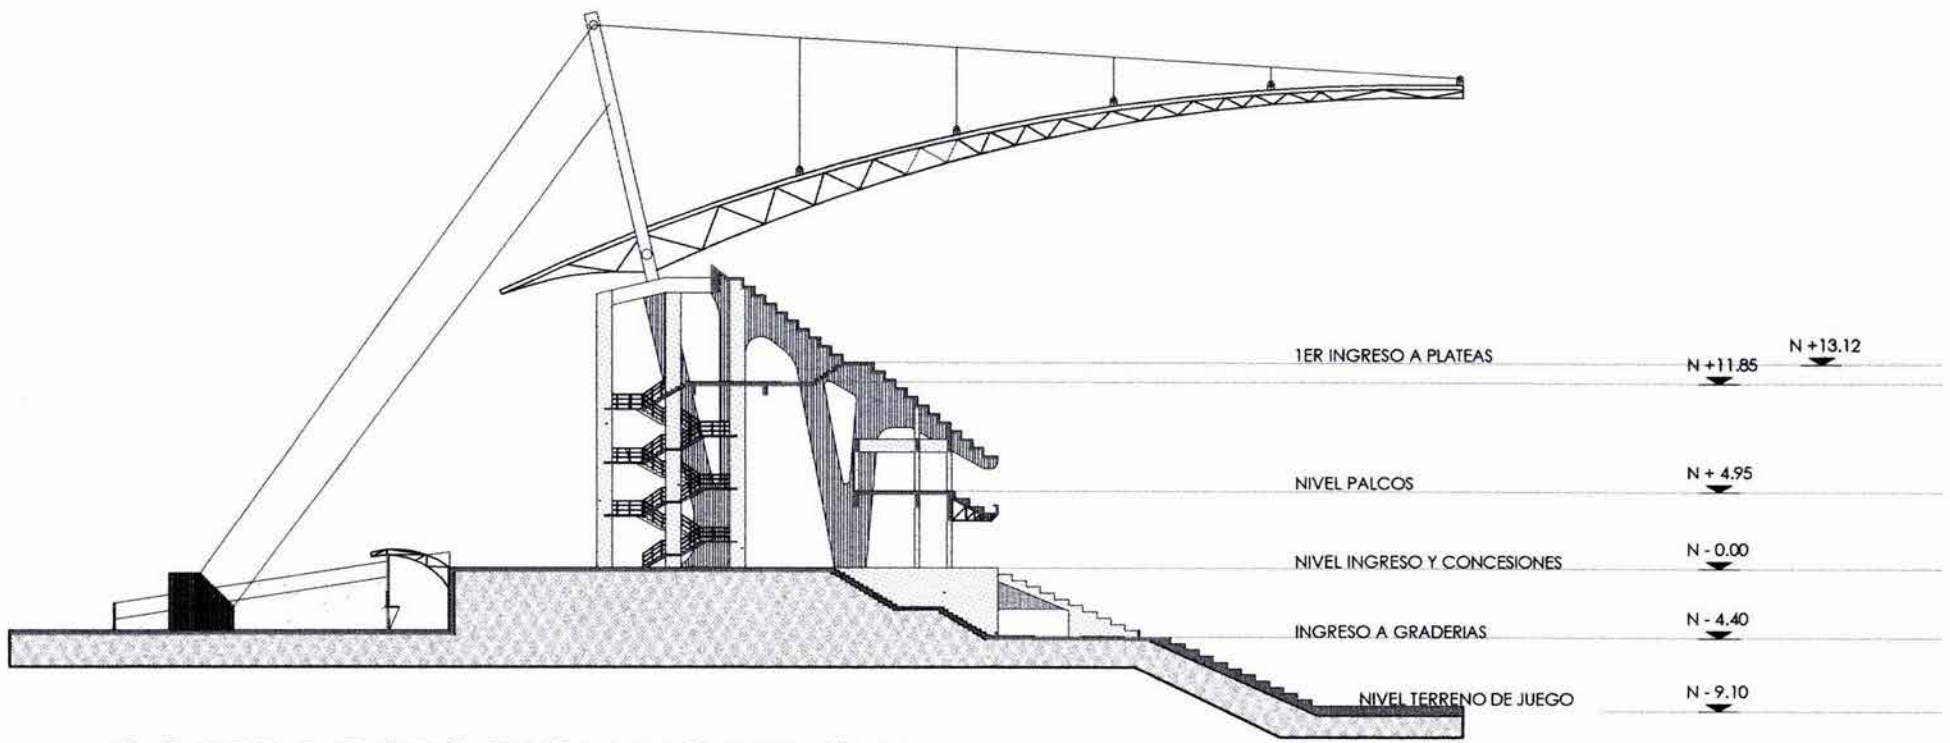 N +13.12
1ER INGRESO A PLATEAS
N +11.85
NIVEL PALCOS
N + 4.95
NIVEL INGRESO Y CONCESIONES
N - 0.00
INGRESO A GRADERIAS
N - 4.40
NIVEL TERRENO DE JUEGO
N - 9.10